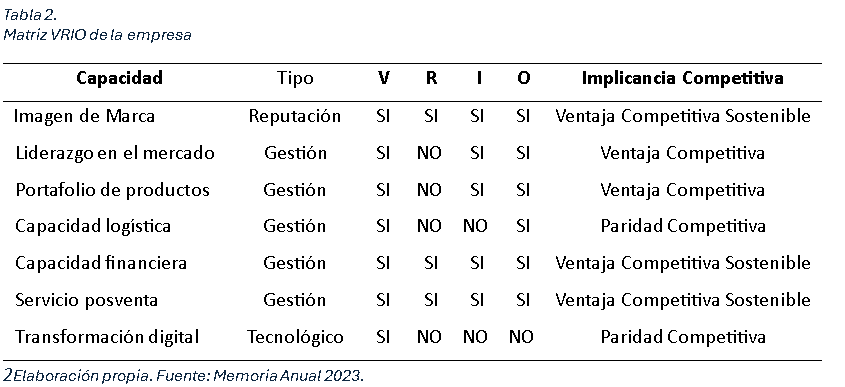 Tabla 2.
Matriz VRIO de la empresa
Capacidad Tipo V R I O Implicancia Competitiva
Imagen de Marca Reputación SI SI SI SI Ventaja Competitiva Sostenible
Liderazgo en el mercado Gestión SI NO SI SI Ventaja Competitiva
Portafolio de productos Gestión SI NO SI SI Ventaja Competitiva
Capacidad logística Gestión SI NO NO SI Paridad Competitiva
Capacidad financiera Gestión SI SI SI SI Ventaja Competitiva Sostenible
Servicio posventa Gestión SI SI SI SI Ventaja Competitiva Sostenible
Transformación digital Tecnológico SI NO NO NO Paridad Competitiva
2Elaboración propia. Fuente: Memoria Anual 2023.